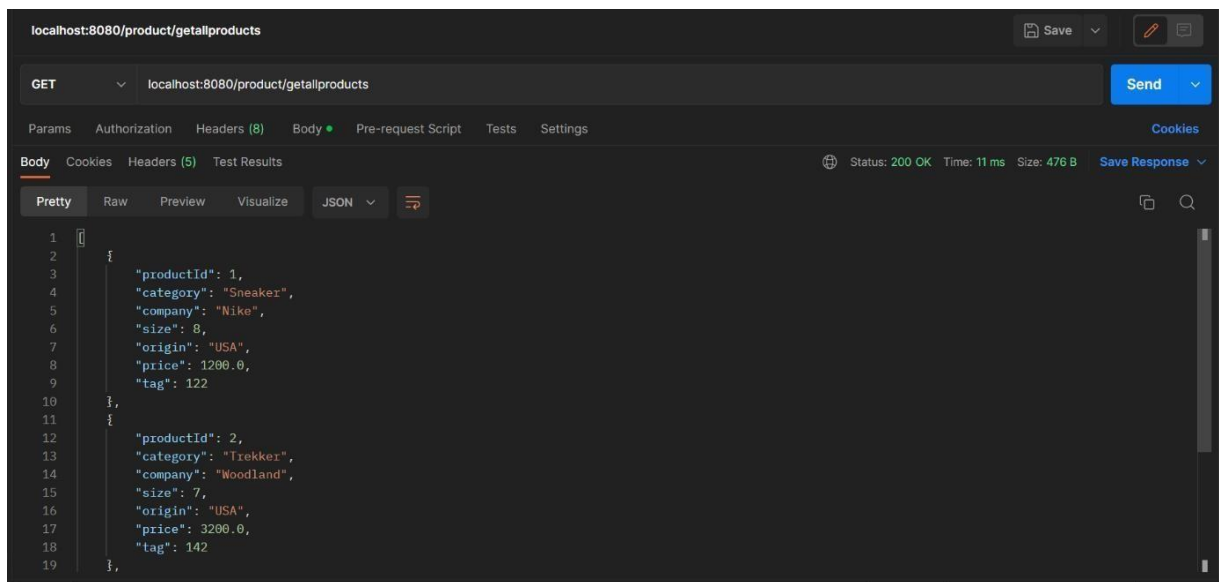 localhost:8080/product/getallproducts Save
GET localhost:8080/product/getallproducts Send
Params Authorization Headers (8) Body Pre-request Script Tests Settings Cookies
Body Cookies Headers (5) Test Results Status: 200 OK Time: 11 ms Size: 476 B Save Response
Pretty Raw Preview Visualize JSON
1 [
2 {
3 "productId": 1,
4 "category": "Sneaker",
5 "company": "Nike",
6 "size": 8,
7 "origin": "USA",
8 "price": 1200.0,
9 "tag": 122
10 },
11 {
12 "productId": 2,
13 "category": "Trekker",
14 "company": "Woodland",
15 "size": 7,
16 "origin": "USA",
17 "price": 3200.0,
18 "tag": 142
19 },